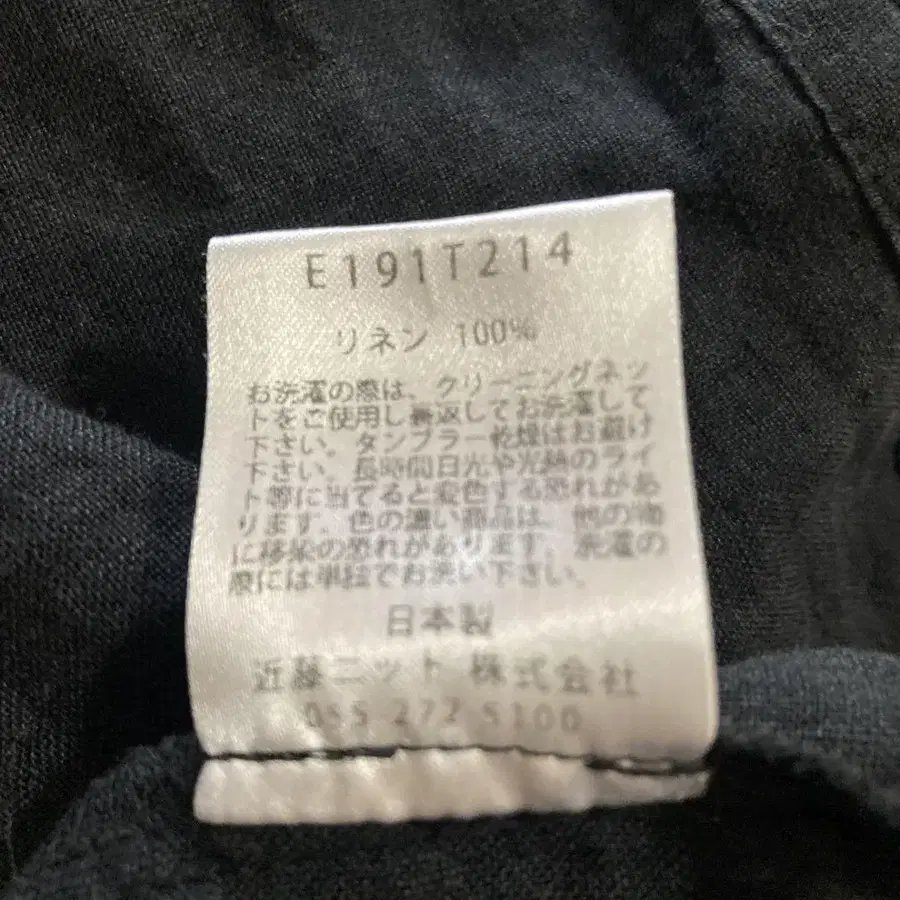 E191T214
リネン 100%
お洗濯の際は、クリーニングネッ
トをご使用し裏返してお洗濯して
下さい。タンブラー乾燥はお避け
下さい。長時間日光や光熱のライ
ト等に当てると変色する恐れがあ
ります。色の濃い商品は、他の物
に移染の恐れがあります。洗濯の
際には単独でお洗い下さい。
日本製
近藤ニット 株式会社
055 272 5100